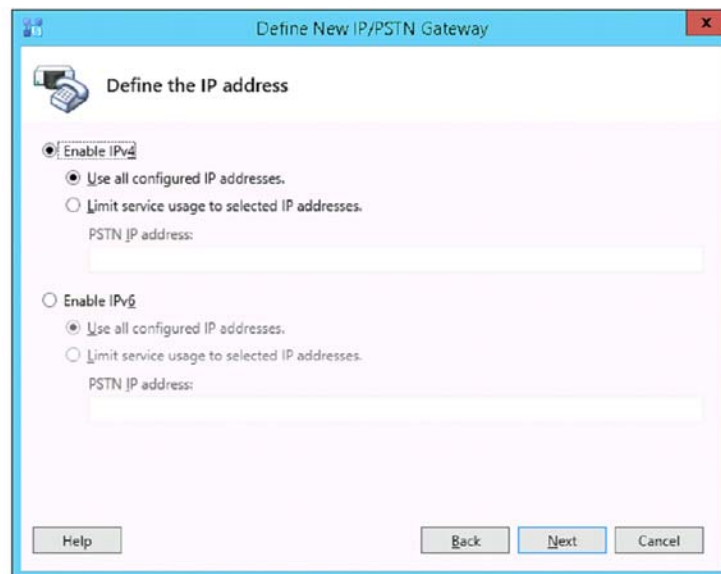 Define New IP/PSTN Gateway
x
Define the IP address
Enable IPv4
Use all configured IP addresses.
Limit service usage to selected IP addresses.
PSTN IP address:
Enable IPv6
Use all configured IP addresses.
Limit service usage to selected IP addresses.
PSTN IP address:
Help Back Next Cancel